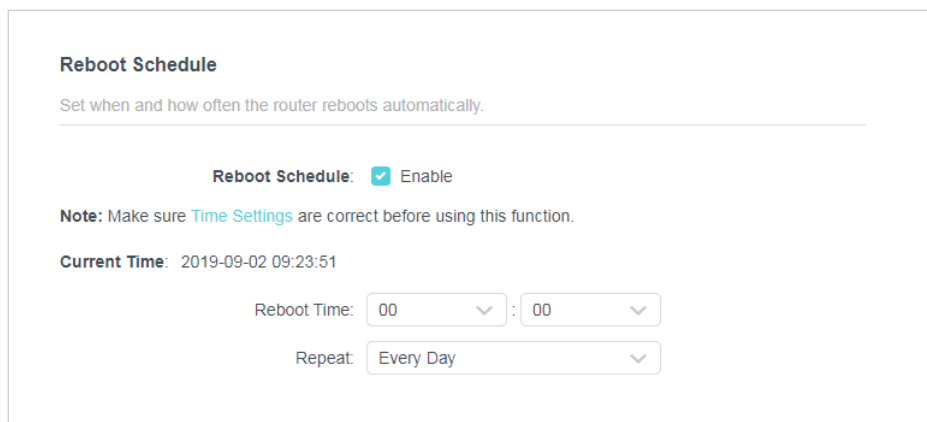 Reboot Schedule
Set when and how often the router reboots automatically.
Reboot Schedule: Enable
Note: Make sure Time Settings are correct before using this function.
Current Time: 2019-09-02 09:23:51
Reboot Time: 00 : 00
Repeat: Every Day